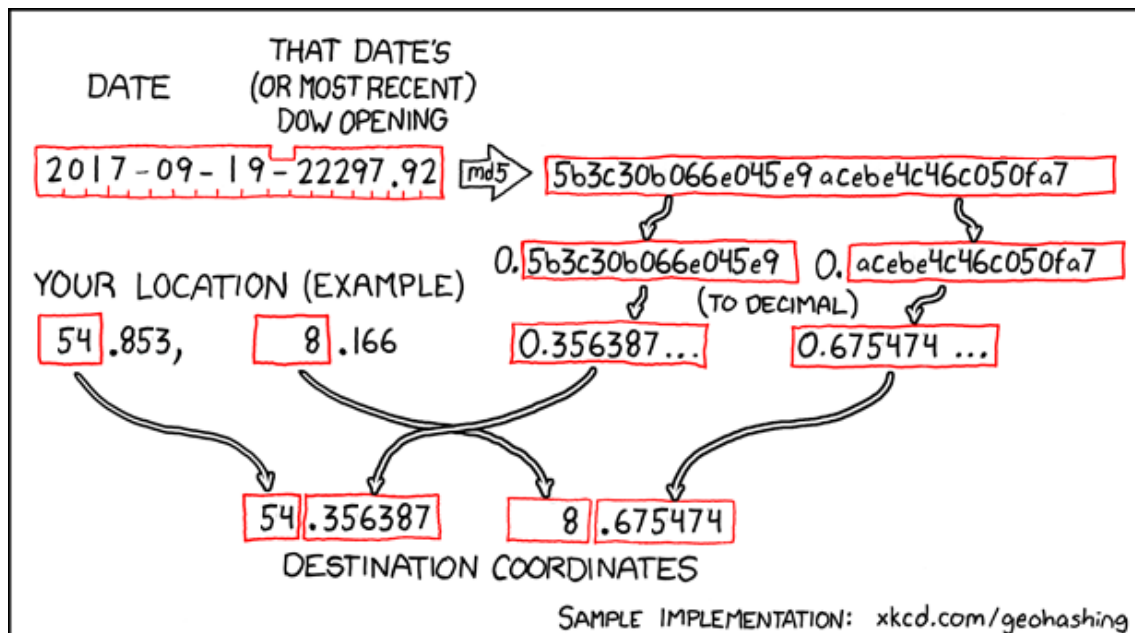 DATE
THAT DATE'S
(OR MOST RECENT)
DOW OPENING
2017-09-19-22297.92
md5
5b3c30b066e045e9acebe4c46c050fa7
0.5b3c30b066e045e9
0.acebe4c46c050fa7
YOUR LOCATION (EXAMPLE)
(TO DECIMAL)
54.853,
8.166
0.356387...
0.675474...
54.356387
8.675474
DESTINATION COORDINATES
SAMPLE IMPLEMENTATION: xkcd.com/geohashing